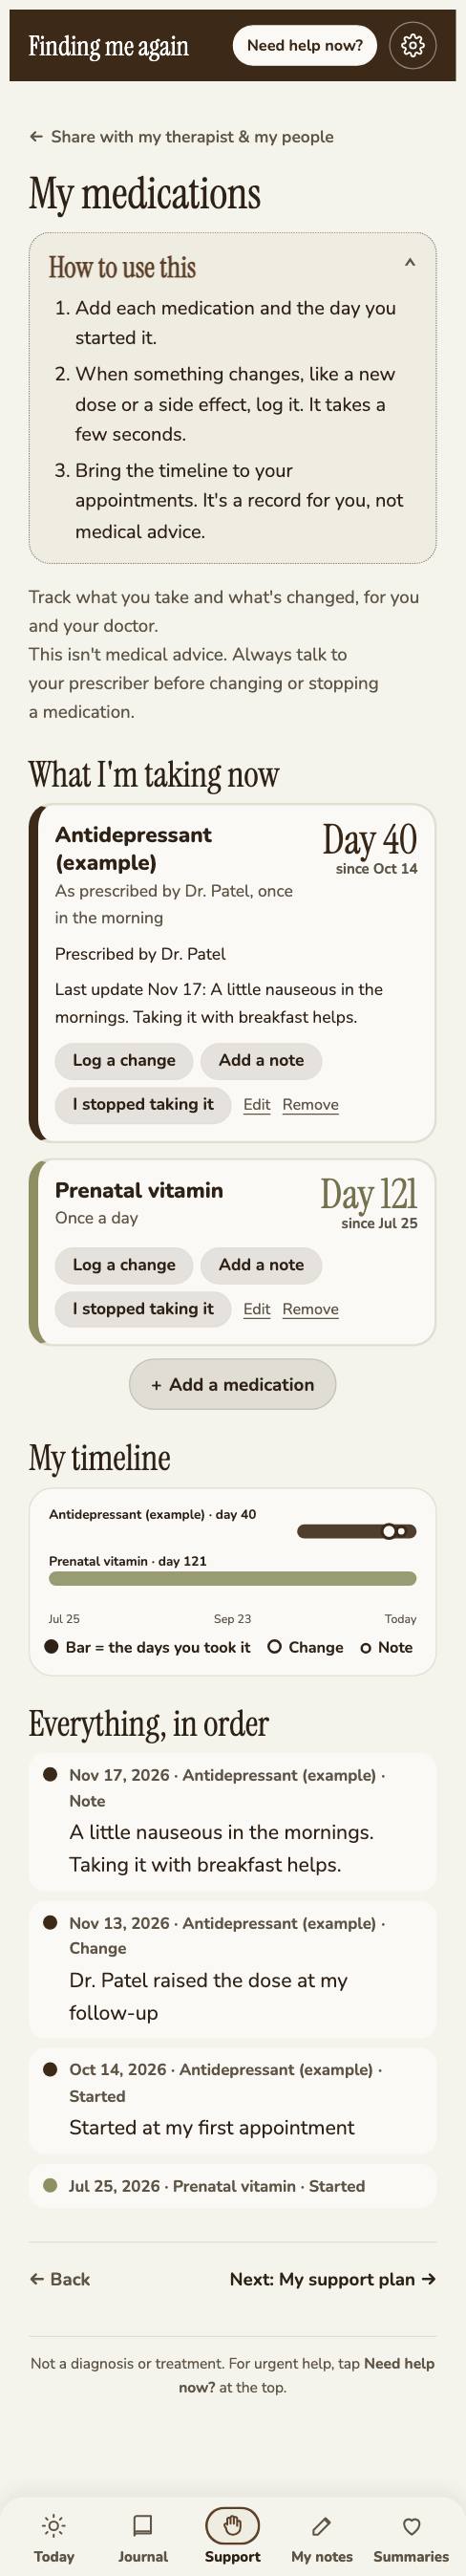 Finding me again
Need help now?
← Share with my therapist & my people
My medications
How to use this
1. Add each medication and the day you
started it.
2. When something changes, like a new
dose or a side effect, log it. It takes a
few seconds.
3. Bring the timeline to your
appointments. It's a record for you, not
medical advice.
Track what you take and what's changed, for you
and your doctor.
This isn't medical advice. Always talk to
your prescriber before changing or stopping
a medication.
What I'm taking now
Antidepressant
(example)
Day 40
since Oct 14
As prescribed by Dr. Patel, once
in the morning
Prescribed by Dr. Patel
Last update Nov 17: A little nauseous in the
mornings. Taking it with breakfast helps.
Log a change
Add a note
I stopped taking it
Edit
Remove
Prenatal vitamin
Day 121
Once a day
since Jul 25
Log a change
Add a note
I stopped taking it
Edit
Remove
+ Add a medication
My timeline
Antidepressant (example) · day 40
Prenatal vitamin · day 121
Jul 25
Sep 23
Today
Bar = the days you took it
Change
Note
Everything, in order
Nov 17, 2026 · Antidepressant (example) ·
Note
A little nauseous in the mornings.
Taking it with breakfast helps.
Nov 13, 2026 · Antidepressant (example) ·
Change
Dr. Patel raised the dose at my
follow-up
Oct 14, 2026 · Antidepressant (example) ·
Started
Started at my first appointment
Jul 25, 2026 · Prenatal vitamin · Started
← Back
Next: My support plan →
Not a diagnosis or treatment. For urgent help, tap Need help
now? at the top.
Today
Journal
Support
My notes
Summaries